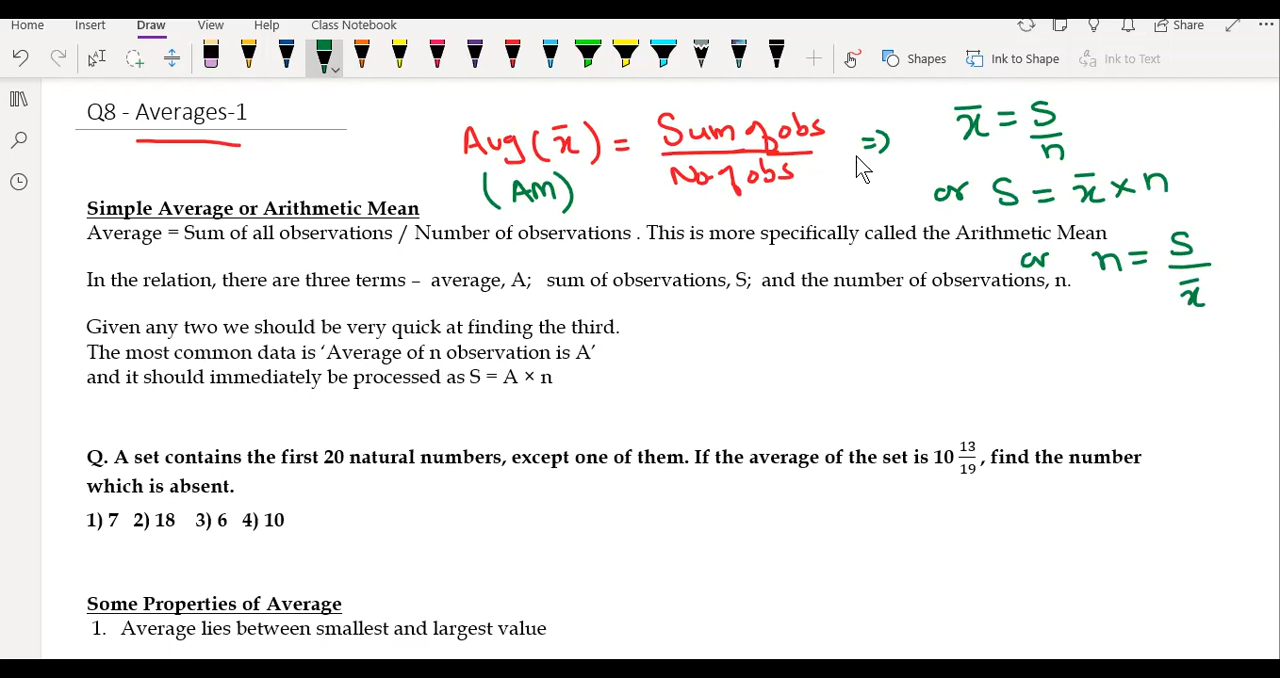 Home Insert Draw View Help Class Notebook Share
Shapes Ink to Shape Ink to Text
Q8 - Averages-1
Avg (x̄) = Sum of obs / No of obs ⇒ x̄ = S / n
(AM)
or S = x̄ × n
or n = S / x̄
Simple Average or Arithmetic Mean
Average = Sum of all observations / Number of observations . This is more specifically called the Arithmetic Mean
In the relation, there are three terms – average, A; sum of observations, S; and the number of observations, n.
Given any two we should be very quick at finding the third.
The most common data is ‘Average of n observation is A’
and it should immediately be processed as S = A × n
Q. A set contains the first 20 natural numbers, except one of them. If the average of the set is 10 13/19 , find the number
which is absent.
1) 7 2) 18 3) 6 4) 10
Some Properties of Average
1. Average lies between smallest and largest value